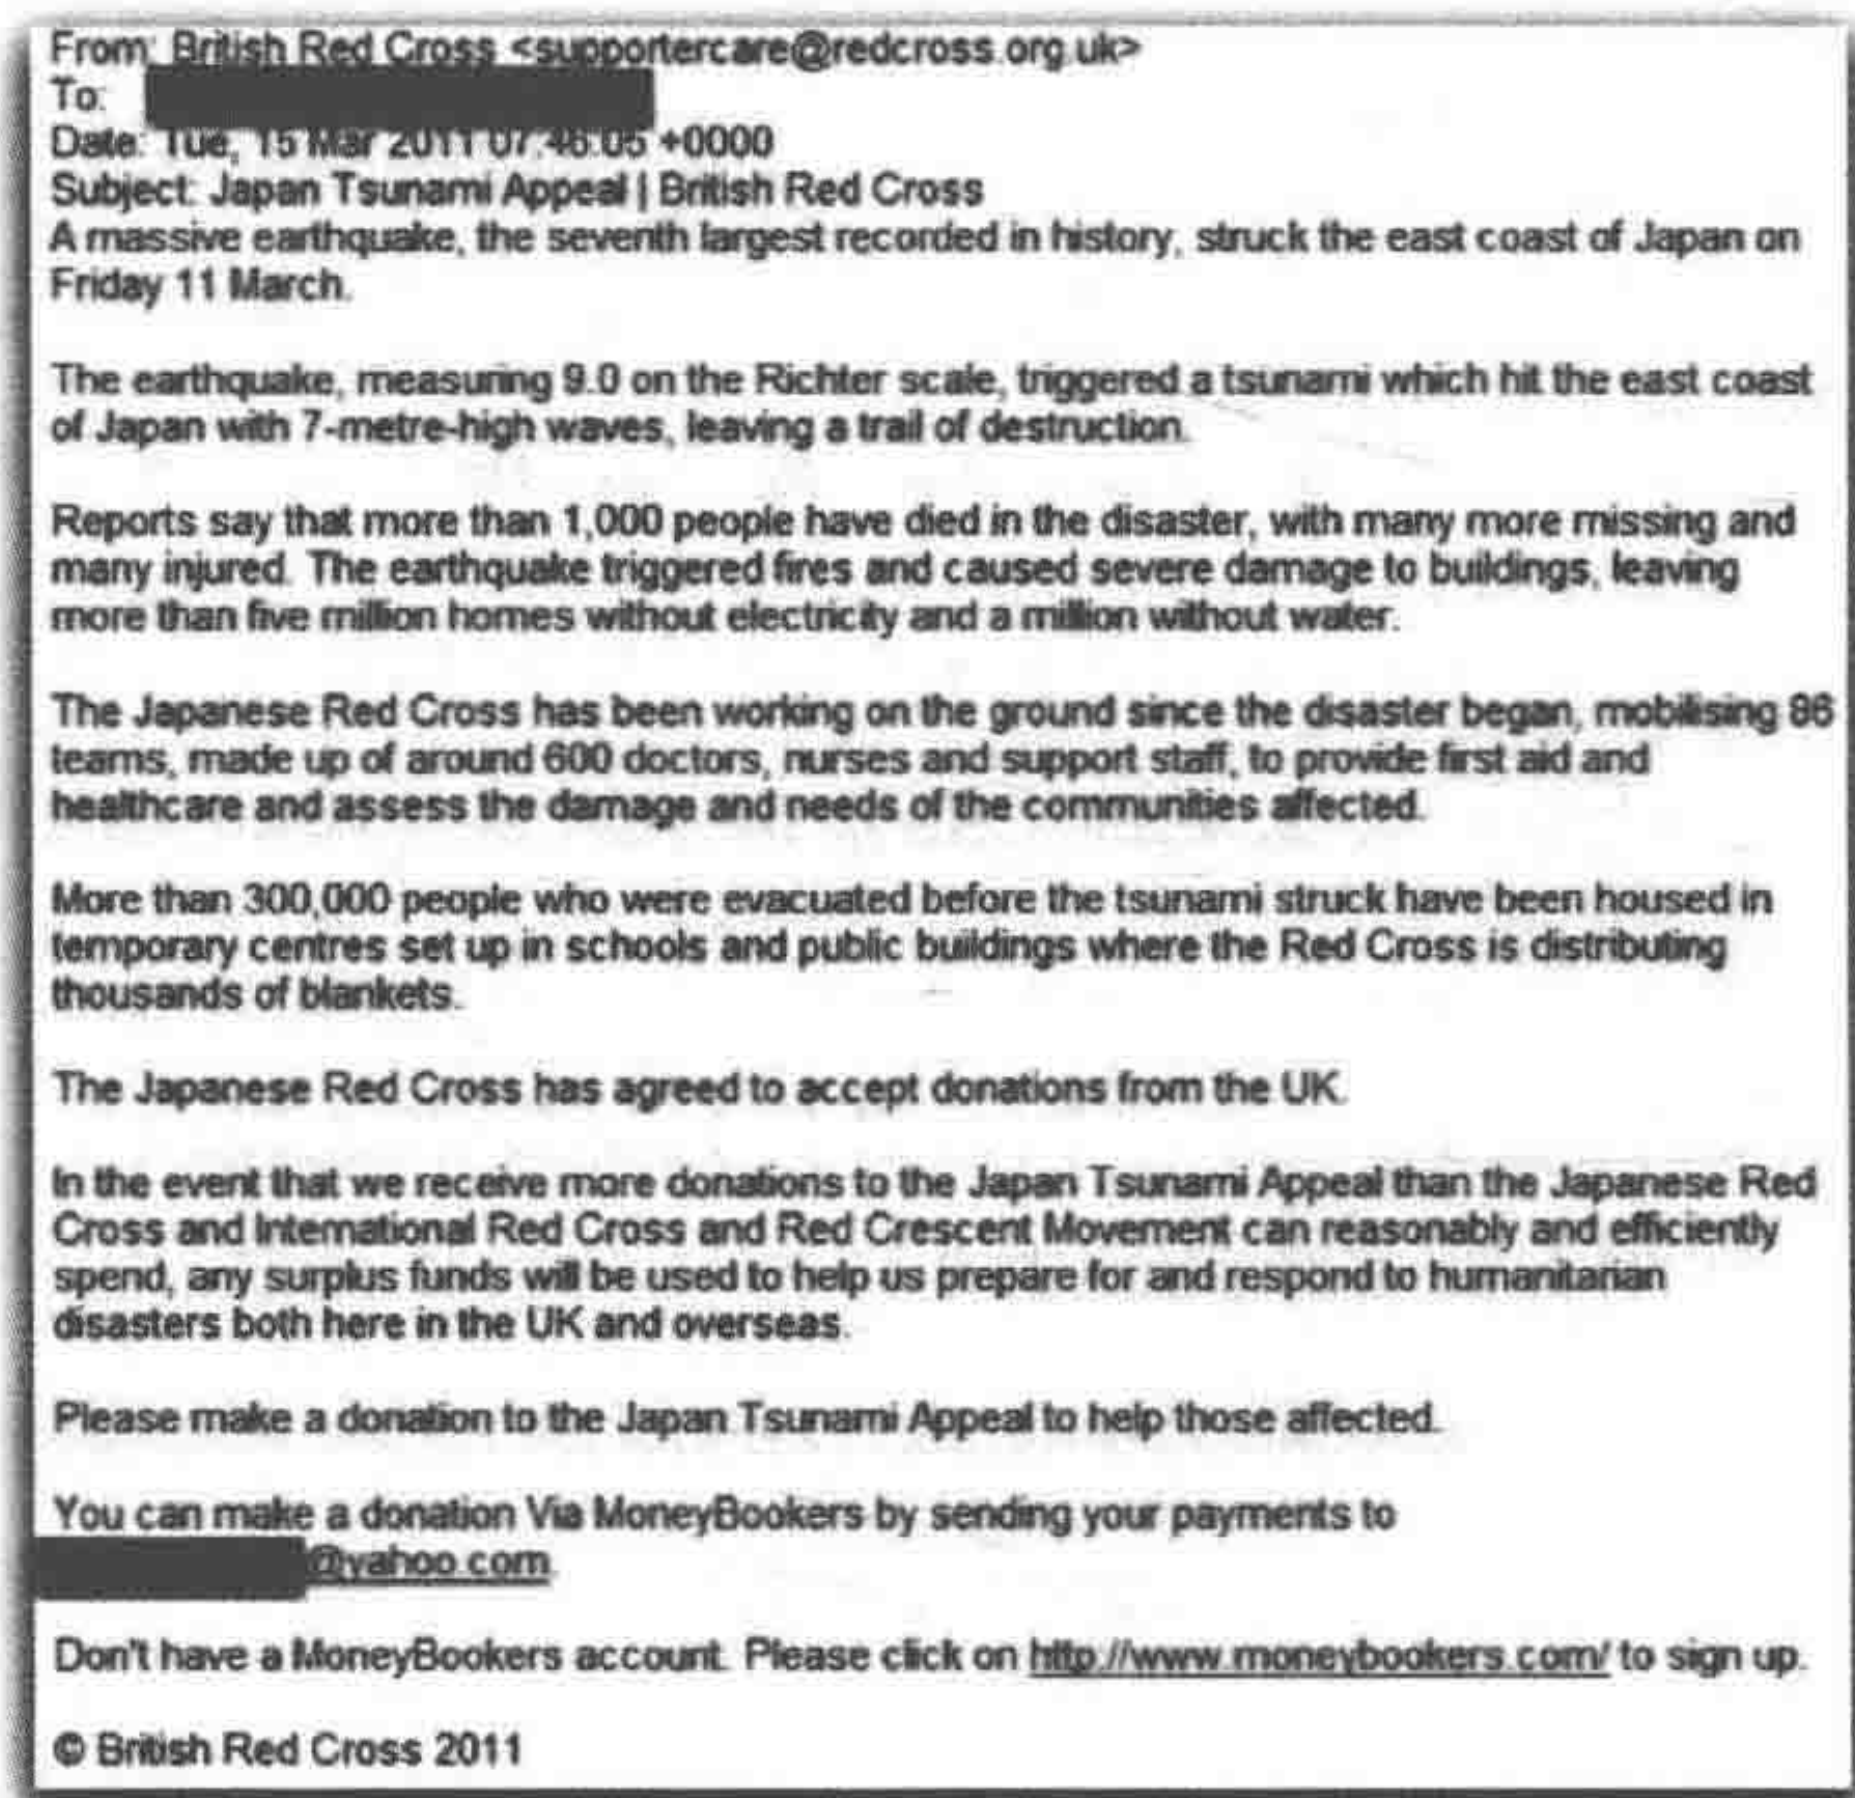 From: British Red Cross <supportercare@redcross.org.uk>
To:
Date: Tue, 15 Mar 2011 07:46:05 +0000
Subject: Japan Tsunami Appeal | British Red Cross
A massive earthquake, the seventh largest recorded in history, struck the east coast of Japan on
Friday 11 March.
The earthquake, measuring 9.0 on the Richter scale, triggered a tsunami which hit the east coast
of Japan with 7-metre-high waves, leaving a trail of destruction.
Reports say that more than 1,000 people have died in the disaster, with many more missing and
many injured. The earthquake triggered fires and caused severe damage to buildings, leaving
more than five million homes without electricity and a million without water.
The Japanese Red Cross has been working on the ground since the disaster began, mobilising 86
teams, made up of around 600 doctors, nurses and support staff, to provide first aid and
healthcare and assess the damage and needs of the communities affected.
More than 300,000 people who were evacuated before the tsunami struck have been housed in
temporary centres set up in schools and public buildings where the Red Cross is distributing
thousands of blankets.
The Japanese Red Cross has agreed to accept donations from the UK.
In the event that we receive more donations to the Japan Tsunami Appeal than the Japanese Red
Cross and International Red Cross and Red Crescent Movement can reasonably and efficiently
spend, any surplus funds will be used to help us prepare for and respond to humanitarian
disasters both here in the UK and overseas.
Please make a donation to the Japan Tsunami Appeal to help those affected.
You can make a donation Via MoneyBookers by sending your payments to
@yahoo.com.
Don't have a MoneyBookers account. Please click on http://www.moneybookers.com/ to sign up.
© British Red Cross 2011